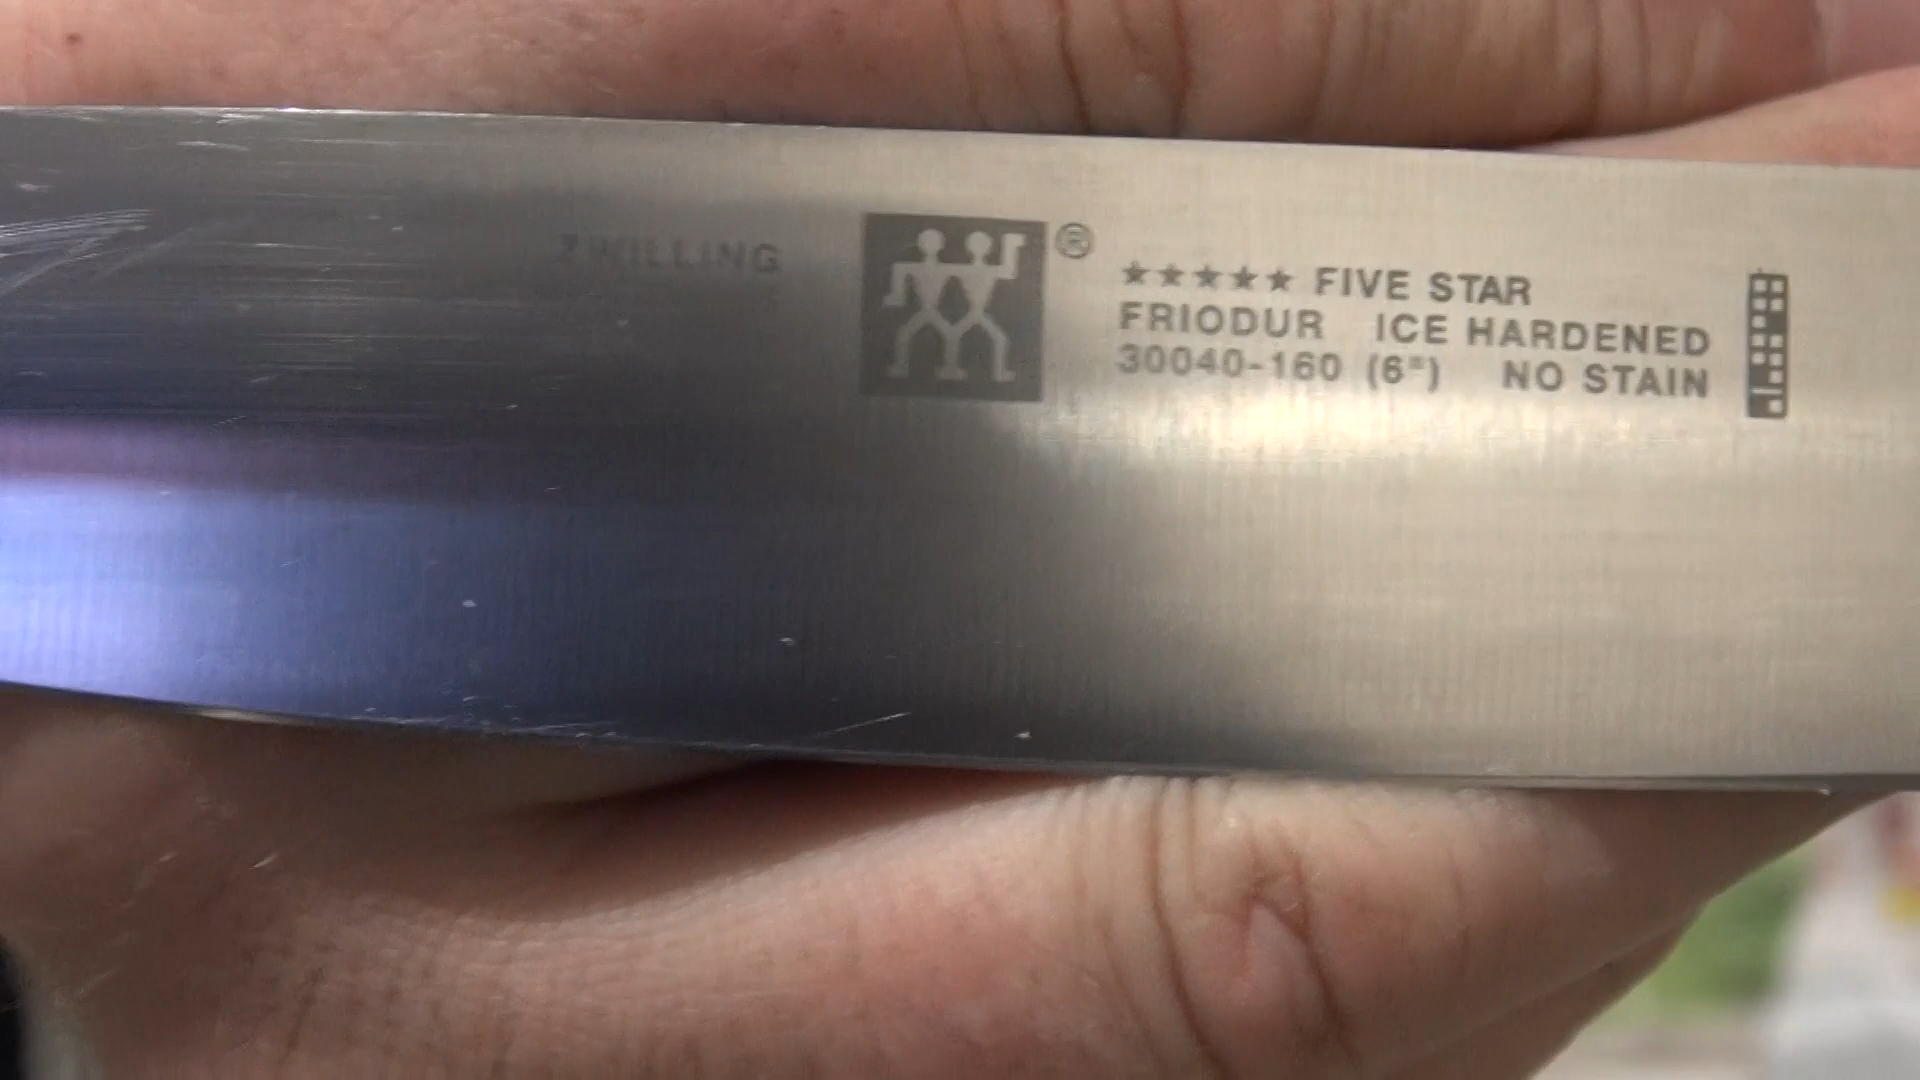 ZWILLING
®
★★★★★ FIVE STAR
FRIODUR ICE HARDENED
30040-160 (6") NO STAIN